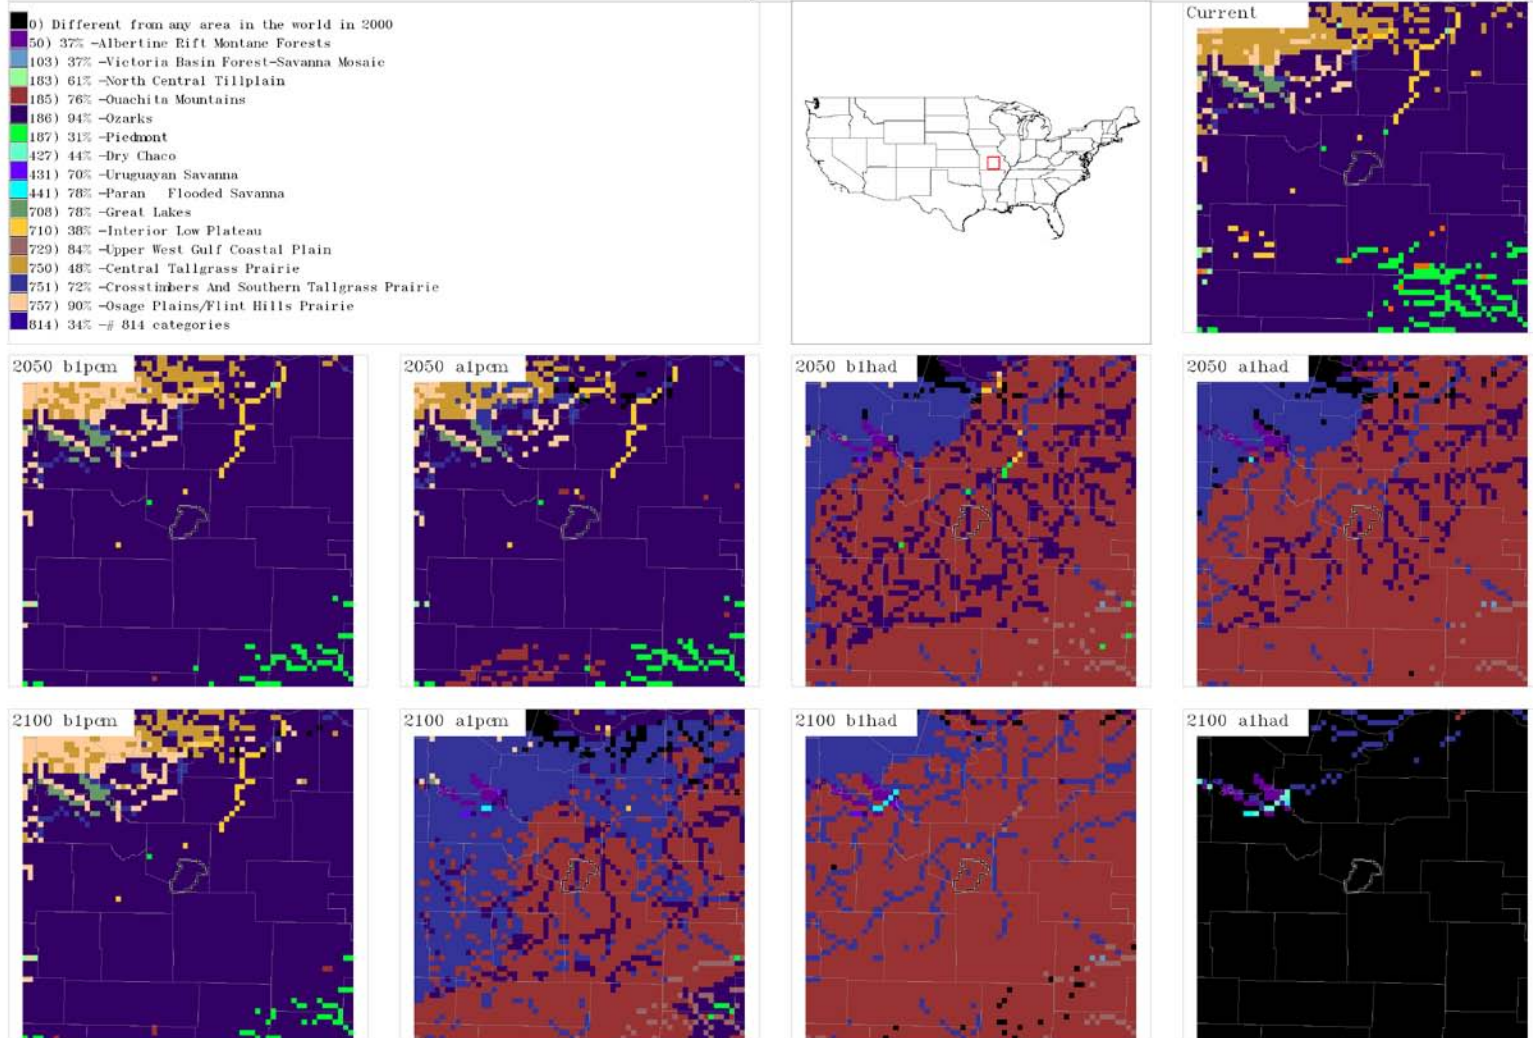 0) Different from any area in the world in 2000
50) 37% -Albertine Rift Montane Forests
103) 37% -Victoria Basin Forest-Savanna Mosaic
183) 61% -North Central Tillplain
185) 76% -Ouachita Mountains
186) 94% -Ozarks
187) 31% -Piedmont
427) 44% -Dry Chaco
431) 70% -Uruguayan Savanna
441) 78% -Paran   Flooded Savanna
708) 78% -Great Lakes
710) 38% -Interior Low Plateau
729) 84% -Upper West Gulf Coastal Plain
750) 48% -Central Tallgrass Prairie
751) 72% -Crosstimbers And Southern Tallgrass Prairie
757) 90% -Osage Plains/Flint Hills Prairie
814) 34% -# 814 categories
Current
2050 b1pcm
2050 a1pcm
2050 b1had
2050 a1had
2100 b1pcm
2100 a1pcm
2100 b1had
2100 a1had